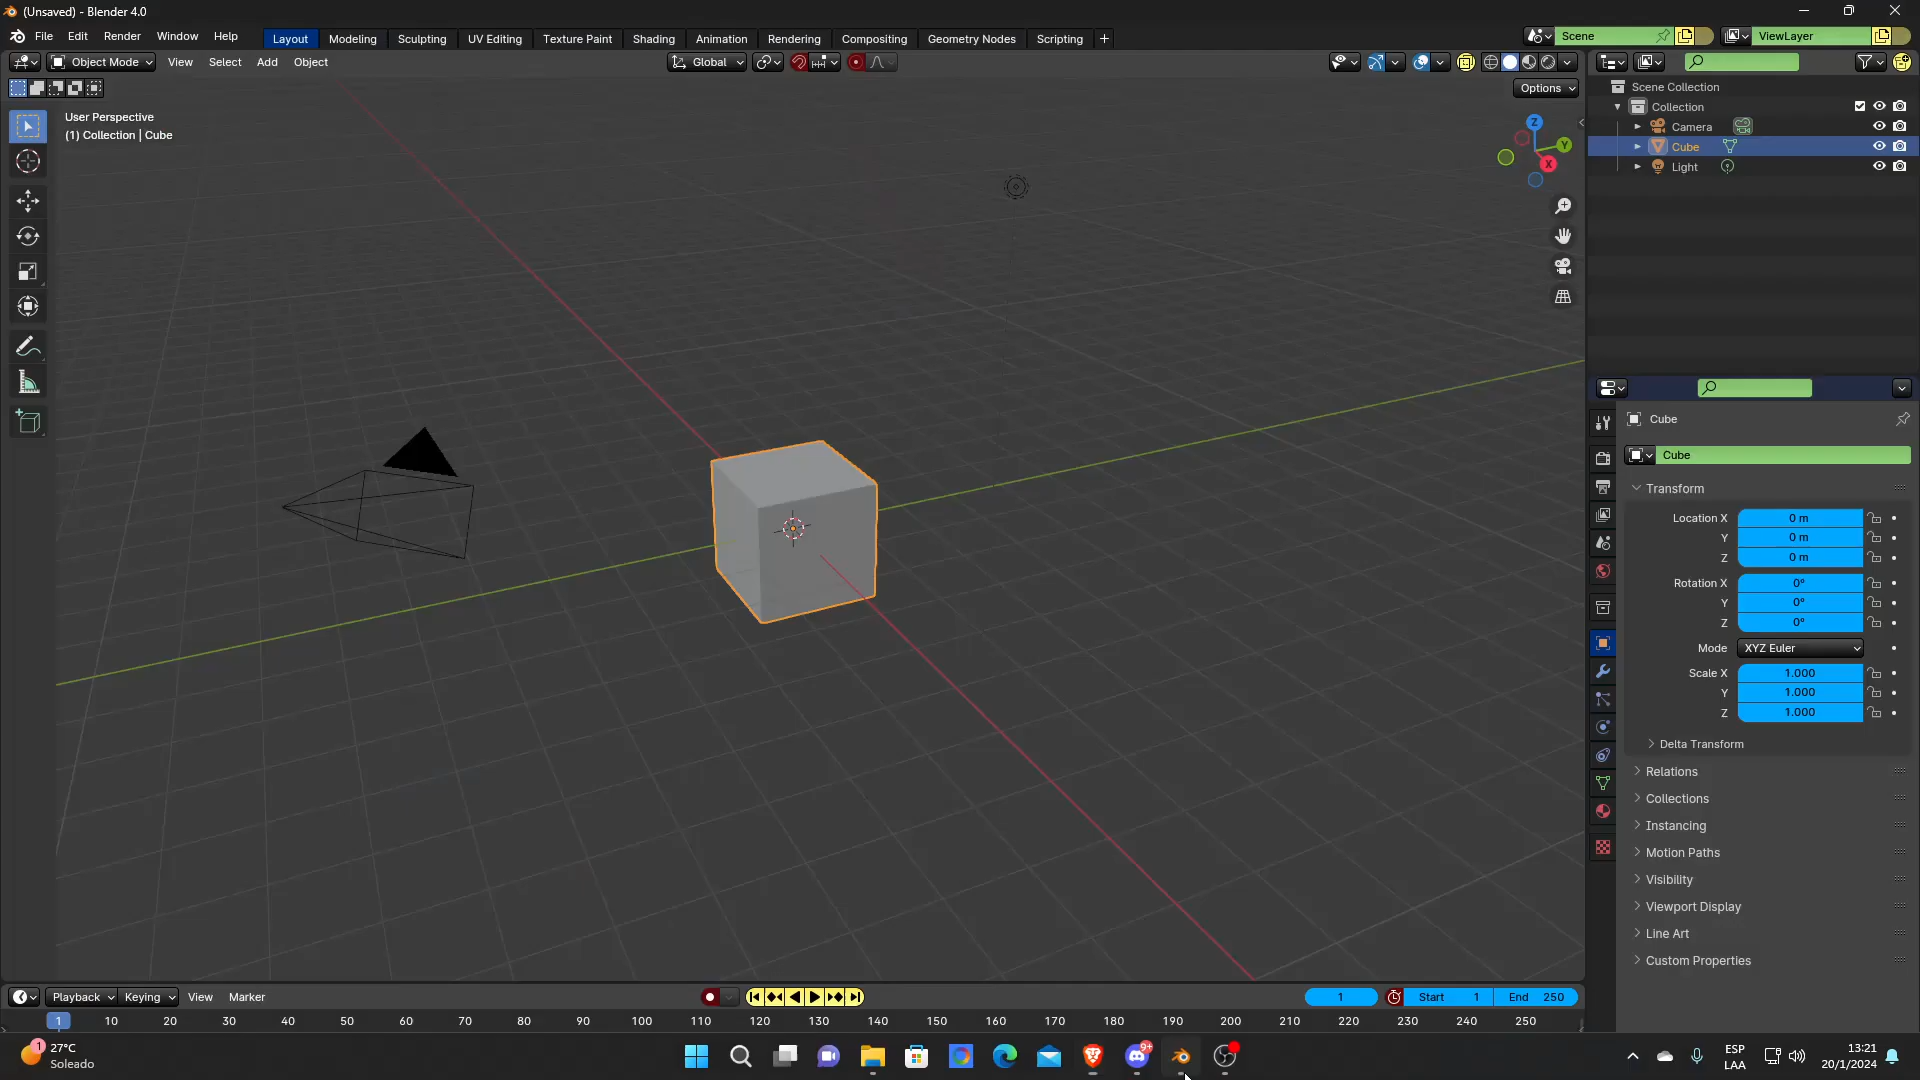 (Unsaved) - Blender 4.0
File Edit Render Window Help Layout Modeling Sculpting UV Editing Texture Paint Shading Animation Rendering Compositing Geometry Nodes Scripting + Scene ViewLayer
Object Mode View Select Add Object Global
Options
User Perspective
(1) Collection | Cube
Z
Y
X
Scene Collection
Collection
Camera
Cube
Light
Cube
Cube
Transform
Location X 0 m
Y 0 m
Z 0 m
Rotation X 0°
Y 0°
Z 0°
Mode XYZ Euler
Scale X 1.000
Y 1.000
Z 1.000
Delta Transform
Relations
Collections
Instancing
Motion Paths
Visibility
Viewport Display
Line Art
Custom Properties
Playback Keying View Marker 1 Start 1 End 250
1 10 20 30 40 50 60 70 80 90 100 110 120 130 140 150 160 170 180 190 200 210 220 230 240 250
1 27°C
Soleado
9+
ESP
LAA
13:21
20/1/2024